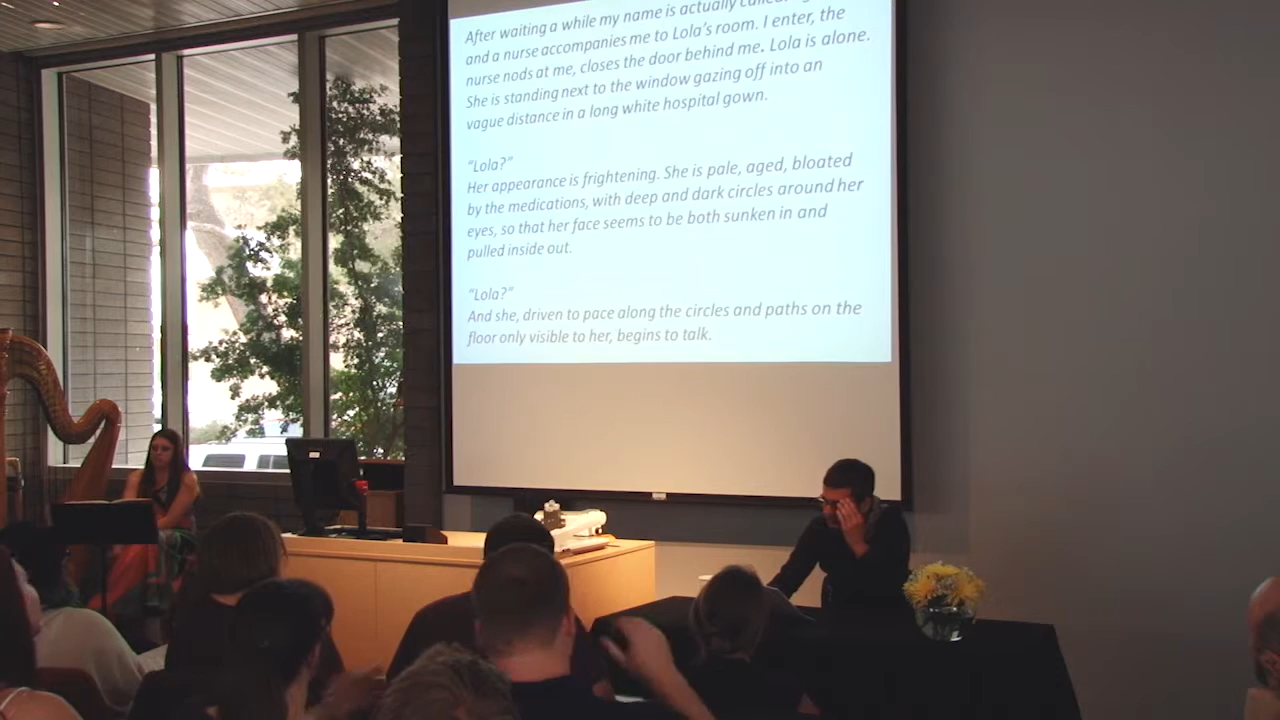 After waiting a while my name is actually called.
and a nurse accompanies me to Lola's room. I enter, the
nurse nods at me, closes the door behind me. Lola is alone.
She is standing next to the window gazing off into an
vague distance in a long white hospital gown.
"Lola?"
Her appearance is frightening. She is pale, aged, bloated
by the medications, with deep and dark circles around her
eyes, so that her face seems to be both sunken in and
pulled inside out.
"Lola?"
And she, driven to pace along the circles and paths on the
floor only visible to her, begins to talk.